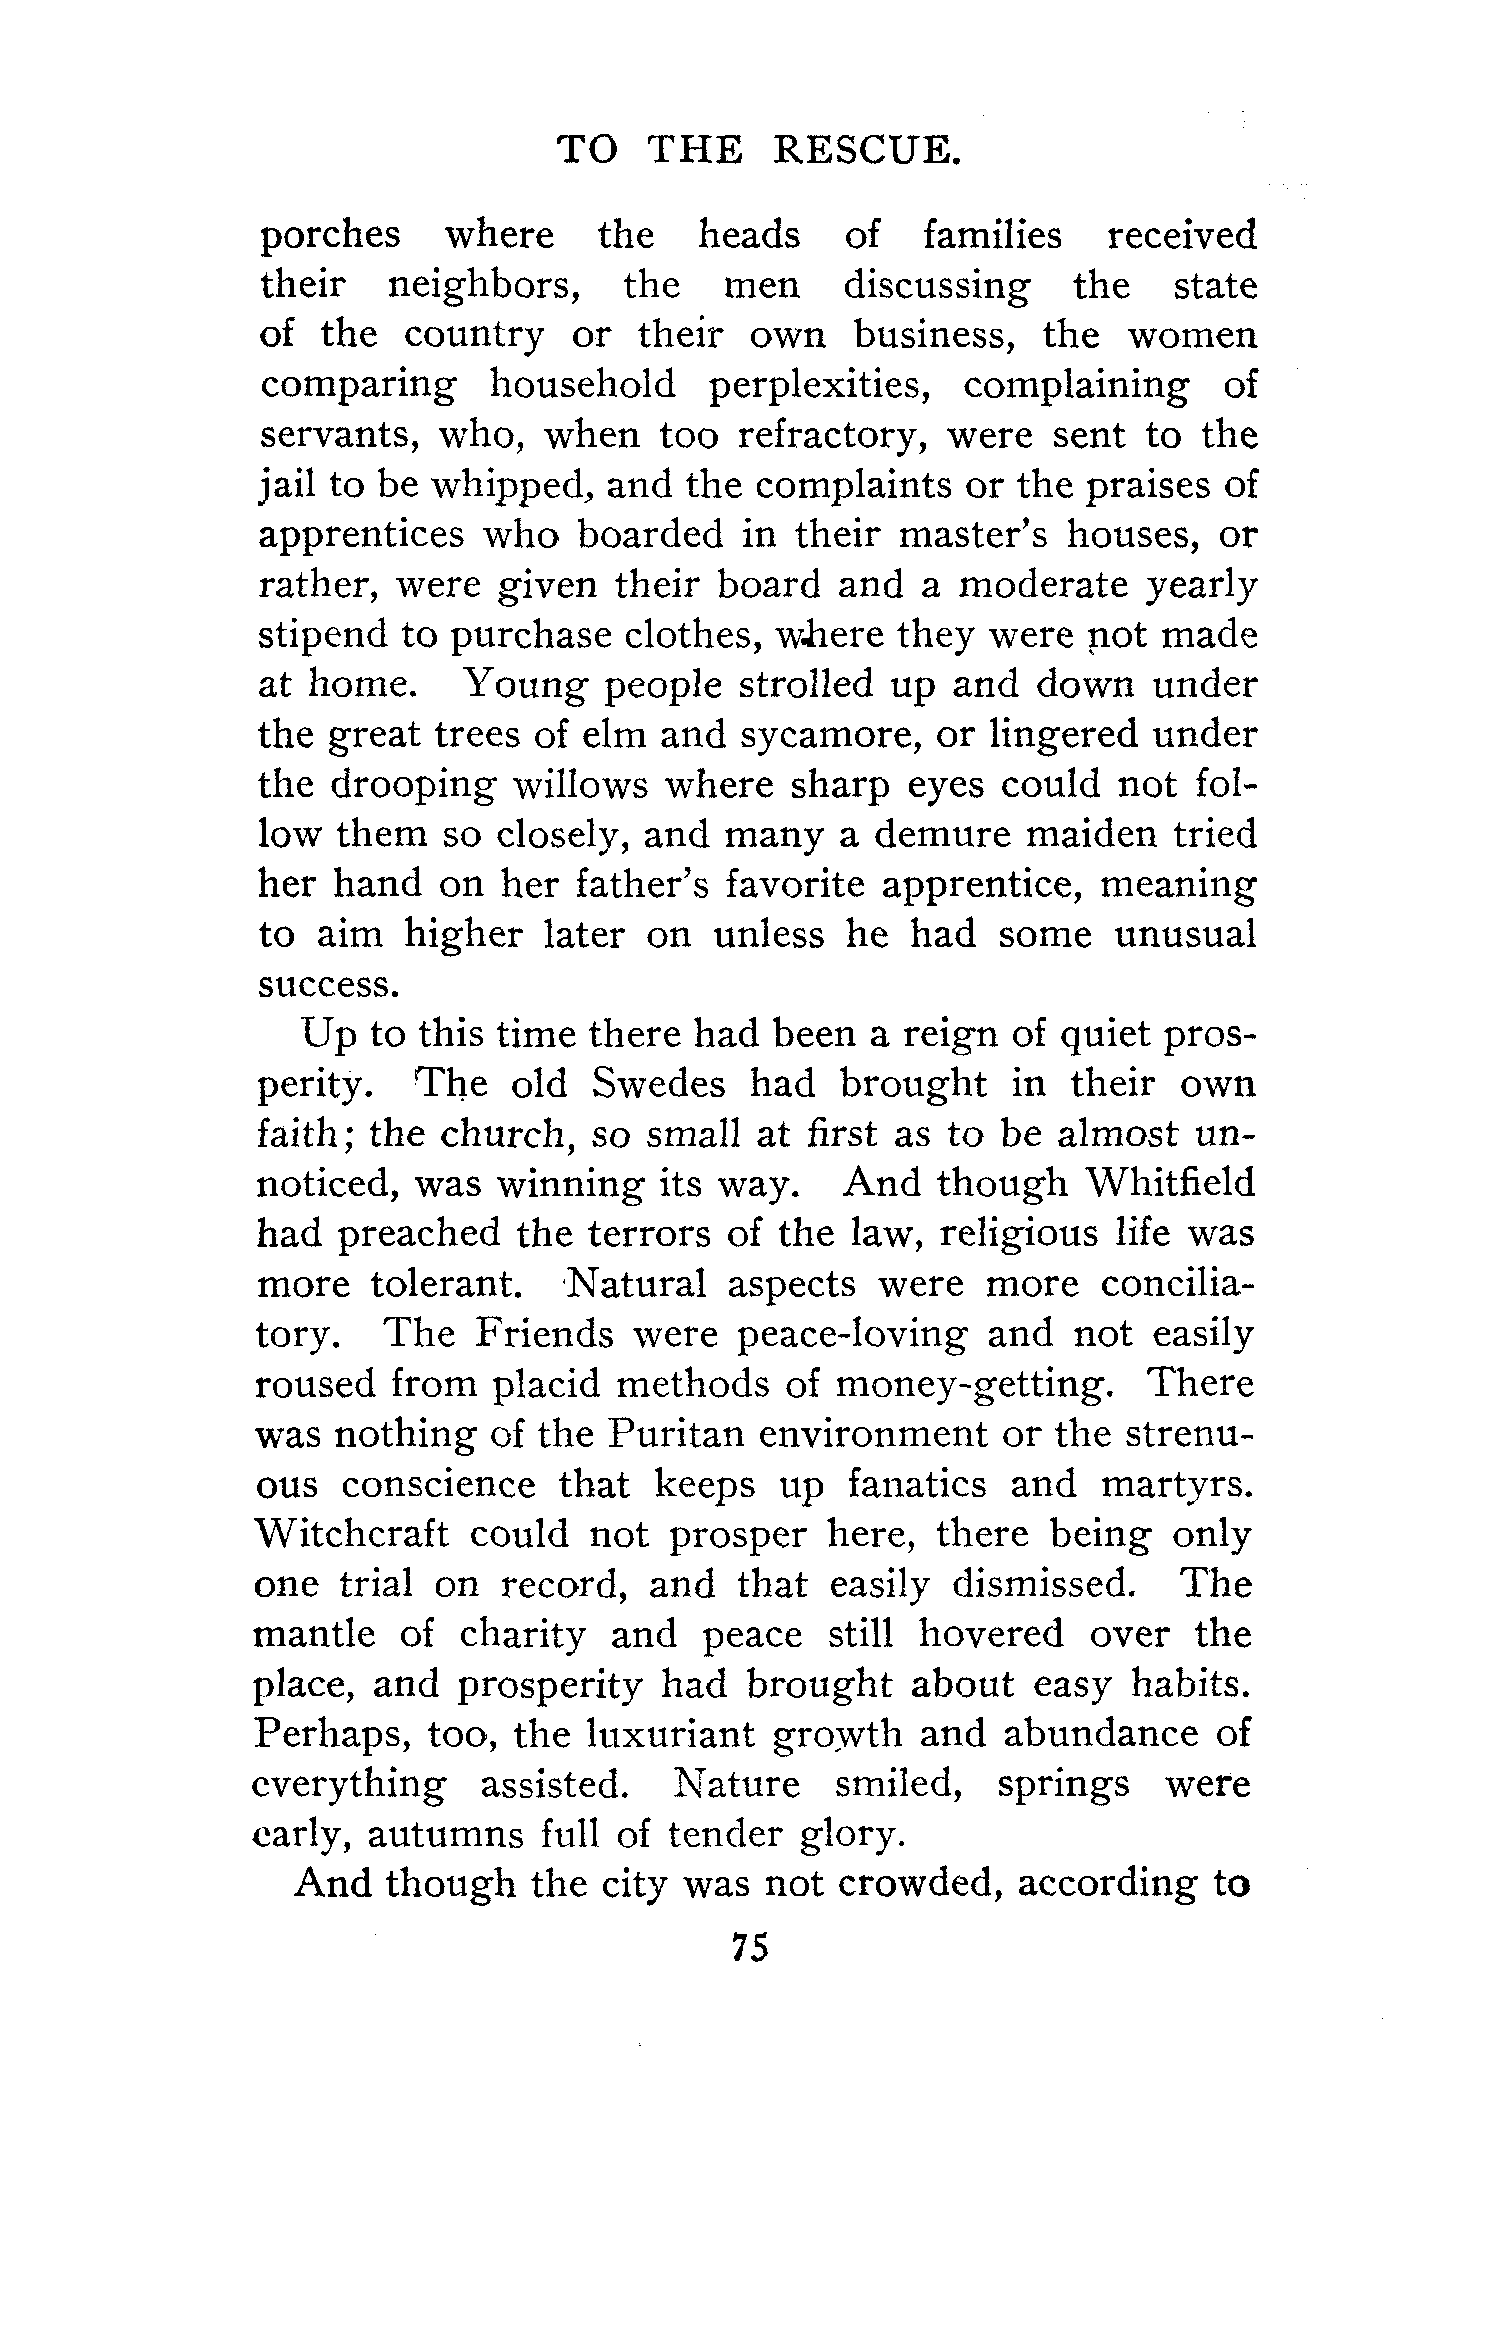 TO THE RESCUE.
porches where the heads of families received
their neighbors, the men discussing the state
of the country or their own business, the women
comparing household perplexities, complaining of
servants, who, when too refractory, were sent to the
jail to be whipped, and the complaints or the praises of
apprentices who boarded in their master's houses, or
rather, were given their board and a moderate yearly
stipend to purchase clothes, where they were not made
at home. Young people strolled up and down under
the great trees of elm and sycamore, or lingered under
the drooping willows where sharp eyes could not fol-
low them so closely, and many a demure maiden tried
her hand on her father's favorite apprentice, meaning
to aim higher later on unless he had some unusual
success.
Up to this time there had been a reign of quiet pros-
perity. The old Swedes had brought in their own
faith; the church, so small at first as to be almost un-
noticed, was winning its way. And though Whitfield
had preached the terrors of the law, religious life was
more tolerant. Natural aspects were more concilia-
tory. The Friends were peace-loving and not easily
roused from placid methods of money-getting. There
was nothing of the Puritan environment or the strenu-
ous conscience that keeps up fanatics and martyrs.
Witchcraft could not prosper here, there being only
one trial on record, and that easily dismissed. The
mantle of charity and peace still hovered over the
place, and prosperity had brought about easy habits.
Perhaps, too, the luxuriant growth and abundance of
everything assisted. Nature smiled, springs were
early, autumns full of tender glory.
And though the city was not crowded, according to
75